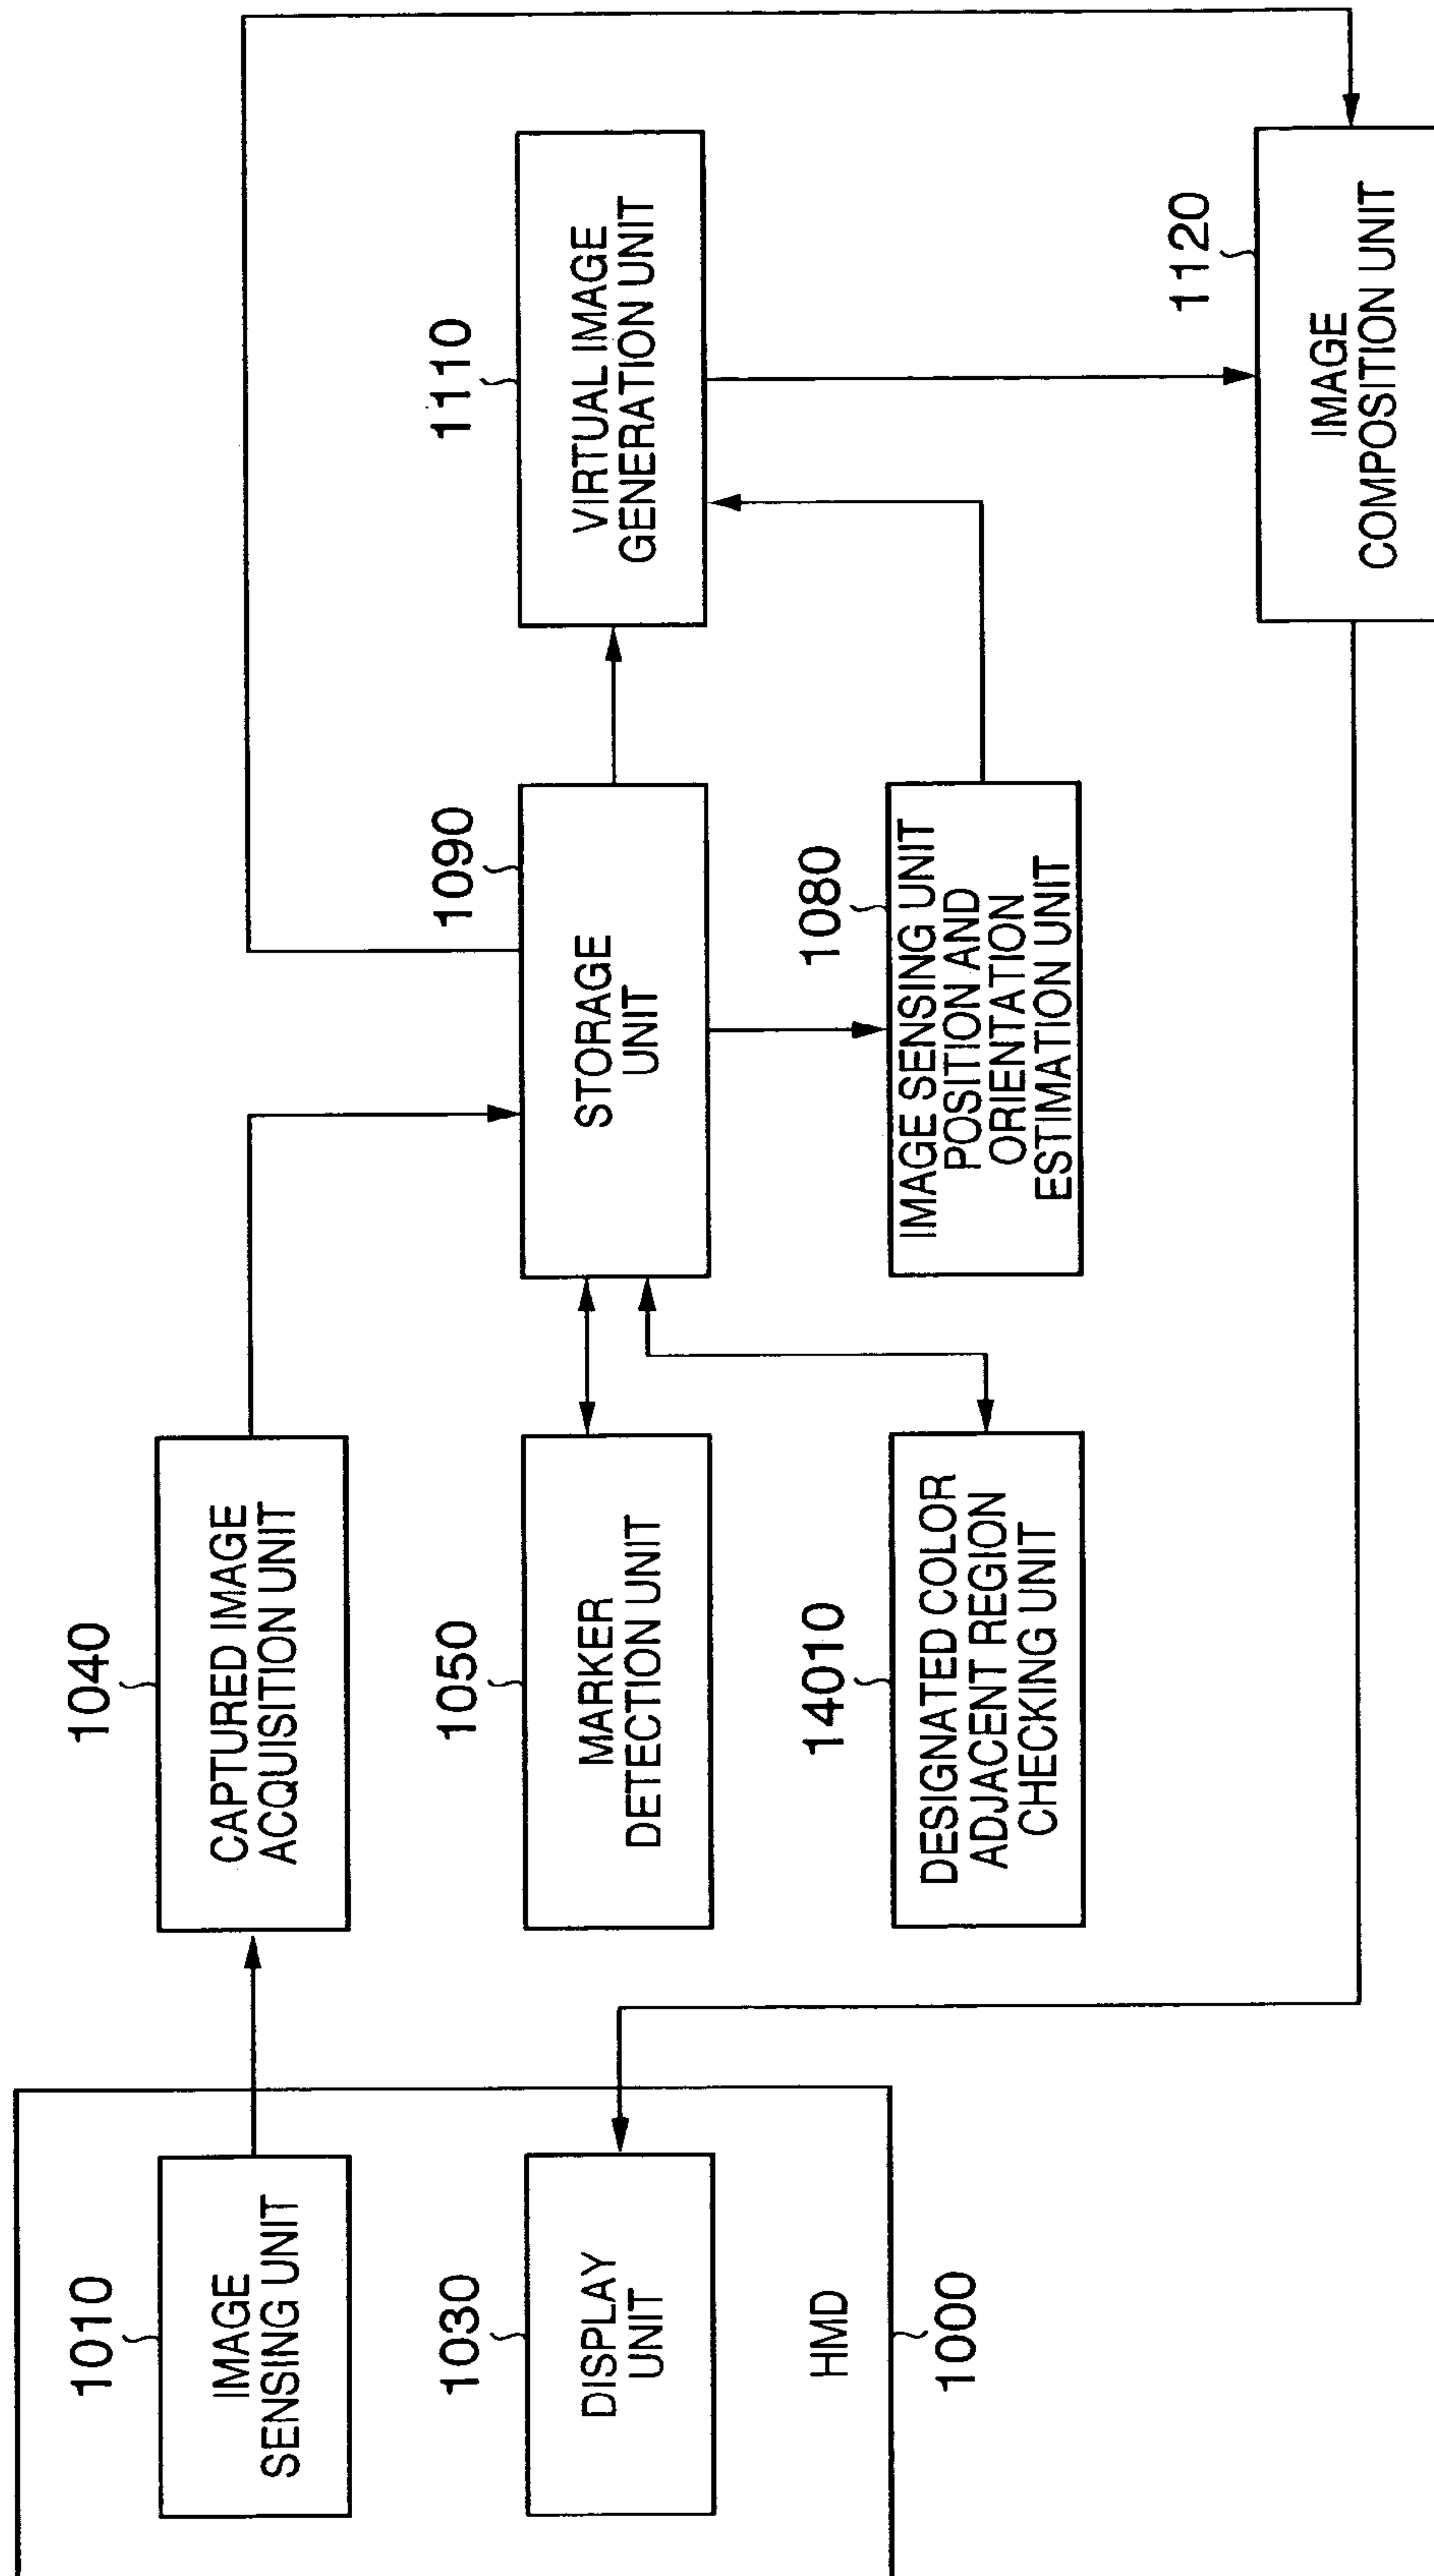 1010
IMAGE
SENSING UNIT
1030
DISPLAY
UNIT
HMD
1000
1040
CAPTURED IMAGE
ACQUISITION UNIT
1050
MARKER
DETECTION UNIT
14010
DESIGNATED COLOR
ADJACENT REGION
CHECKING UNIT
1090
STORAGE
UNIT
1080
IMAGE SENSING UNIT
POSITION AND
ORIENTATION
ESTIMATION UNIT
1110
VIRTUAL IMAGE
GENERATION UNIT
1120
IMAGE
COMPOSITION UNIT